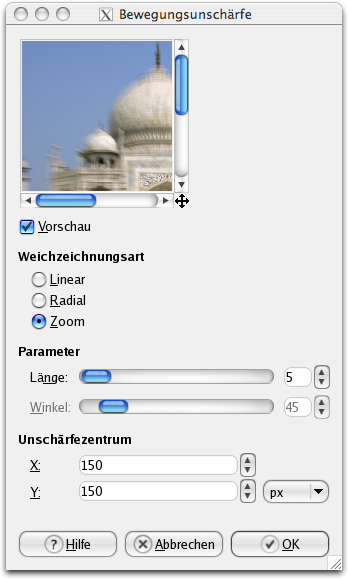 Bewegungsunschärfe
Vorschau
Weichzeichnungsart
Linear
Radial
Zoom
Parameter
Länge: 5
Winkel: 45
Unschärfezentrum
X: 150
Y: 150 px
Hilfe Abbrechen OK